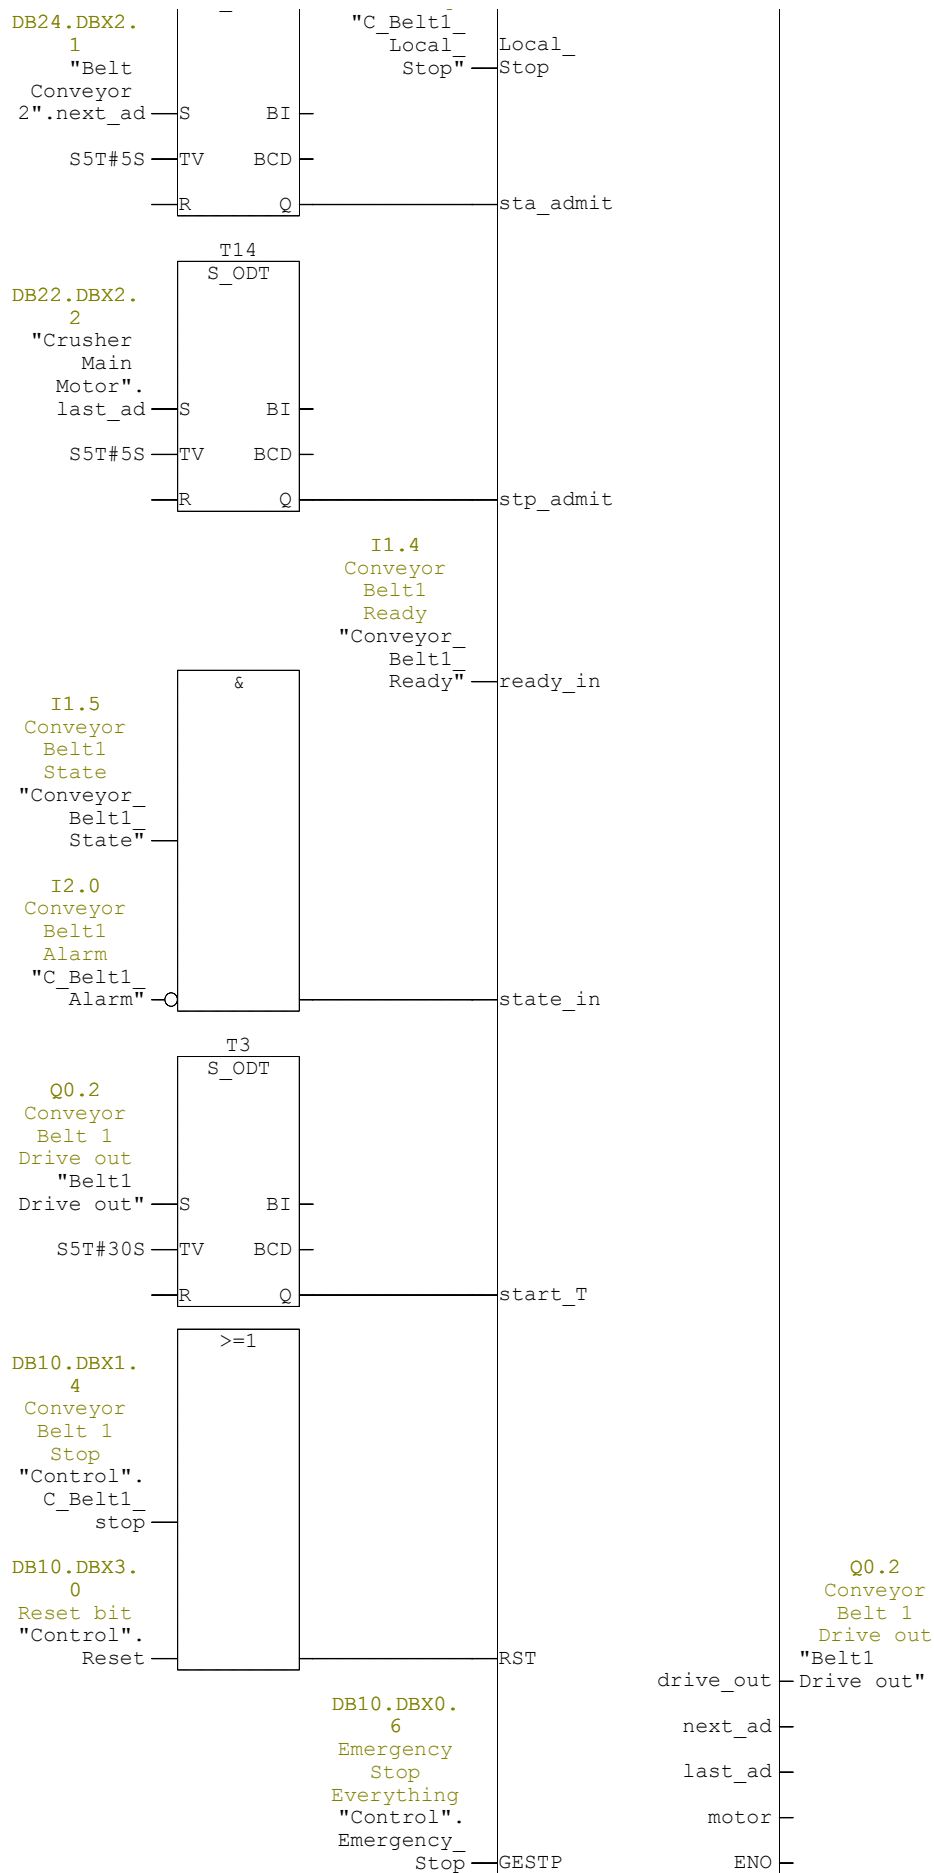 DB24.DBX2.
1
"Belt
Conveyor
2".next_ad
S
BI
S5T#5S
TV
BCD
R
Q
"C_Belt1_
Local_
Stop"
Local_
Stop
sta_admit
T14
S_ODT
DB22.DBX2.
2
"Crusher
Main
Motor".
last_ad
S
BI
S5T#5S
TV
BCD
R
Q
stp_admit
I1.4
Conveyor
Belt1
Ready
"Conveyor_
Belt1_
Ready"
ready_in
&
I1.5
Conveyor
Belt1
State
"Conveyor_
Belt1_
State"
I2.0
Conveyor
Belt1
Alarm
"C_Belt1_
Alarm"
state_in
T3
S_ODT
Q0.2
Conveyor
Belt 1
Drive out
"Belt1
Drive out"
S
BI
S5T#30S
TV
BCD
R
Q
start_T
>=1
DB10.DBX1.
4
Conveyor
Belt 1
Stop
"Control".
C_Belt1_
stop
DB10.DBX3.
0
Reset bit
"Control".
Reset
RST
DB10.DBX0.
6
Emergency
Stop
Everything
"Control".
Emergency_
Stop
GESTP
Q0.2
Conveyor
Belt 1
Drive out
"Belt1
Drive out"
drive_out
next_ad
last_ad
motor
ENO